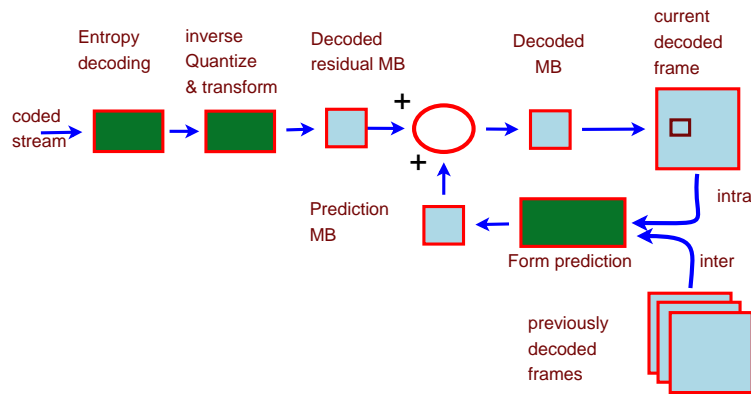 Entropy
decoding
inverse
Quantize
& transform
Decoded
residual MB
Decoded
MB
current
decoded
frame
coded
stream
+
+
Prediction
MB
Form prediction
intra
inter
previously
decoded
frames